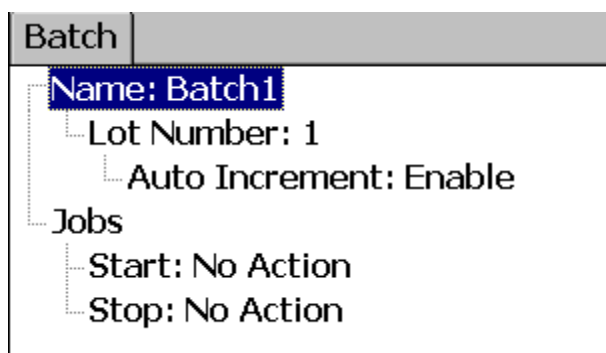 Batch
Name: Batch1
Lot Number: 1
Auto Increment: Enable
Jobs
Start: No Action
Stop: No Action